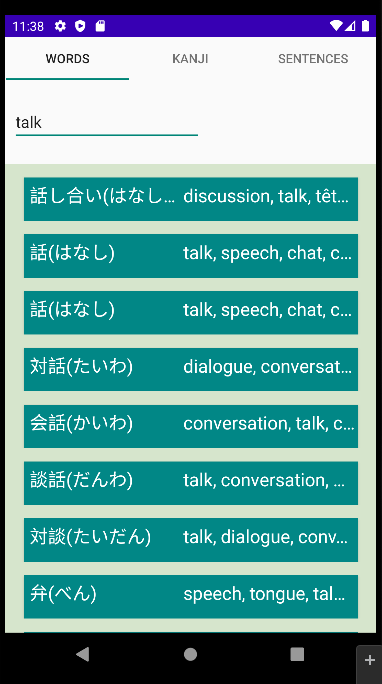 11:38
WORDS KANJI SENTENCES
talk
話し合い(はなし… discussion, talk, têt…
話(はなし) talk, speech, chat, c…
話(はなし) talk, speech, chat, c…
対話(たいわ) dialogue, conversat…
会話(かいわ) conversation, talk, c…
談話(だんわ) talk, conversation, …
対談(たいだん) talk, dialogue, conv…
弁(べん) speech, tongue, tal…